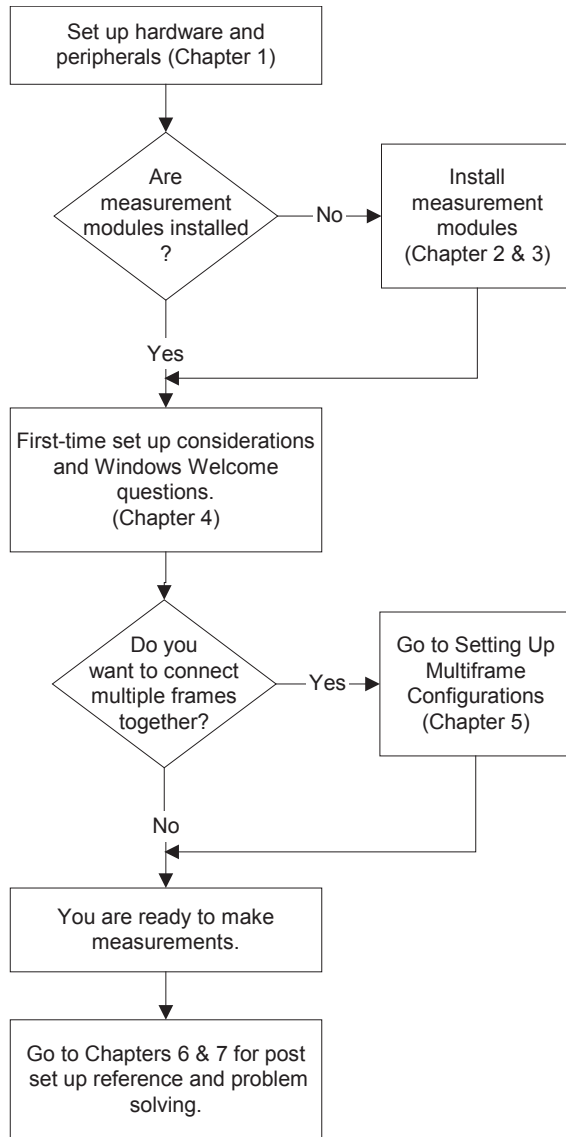 Set up hardware and
peripherals (Chapter 1)
Are
measurement
modules installed
?
No
Install
measurement
modules
(Chapter 2 & 3)
Yes
First-time set up considerations
and Windows Welcome
questions.
(Chapter 4)
Do you
want to connect
multiple frames
together?
Yes
Go to Setting Up
Multiframe
Configurations
(Chapter 5)
No
You are ready to make
measurements.
Go to Chapters 6 & 7 for post
set up reference and problem
solving.